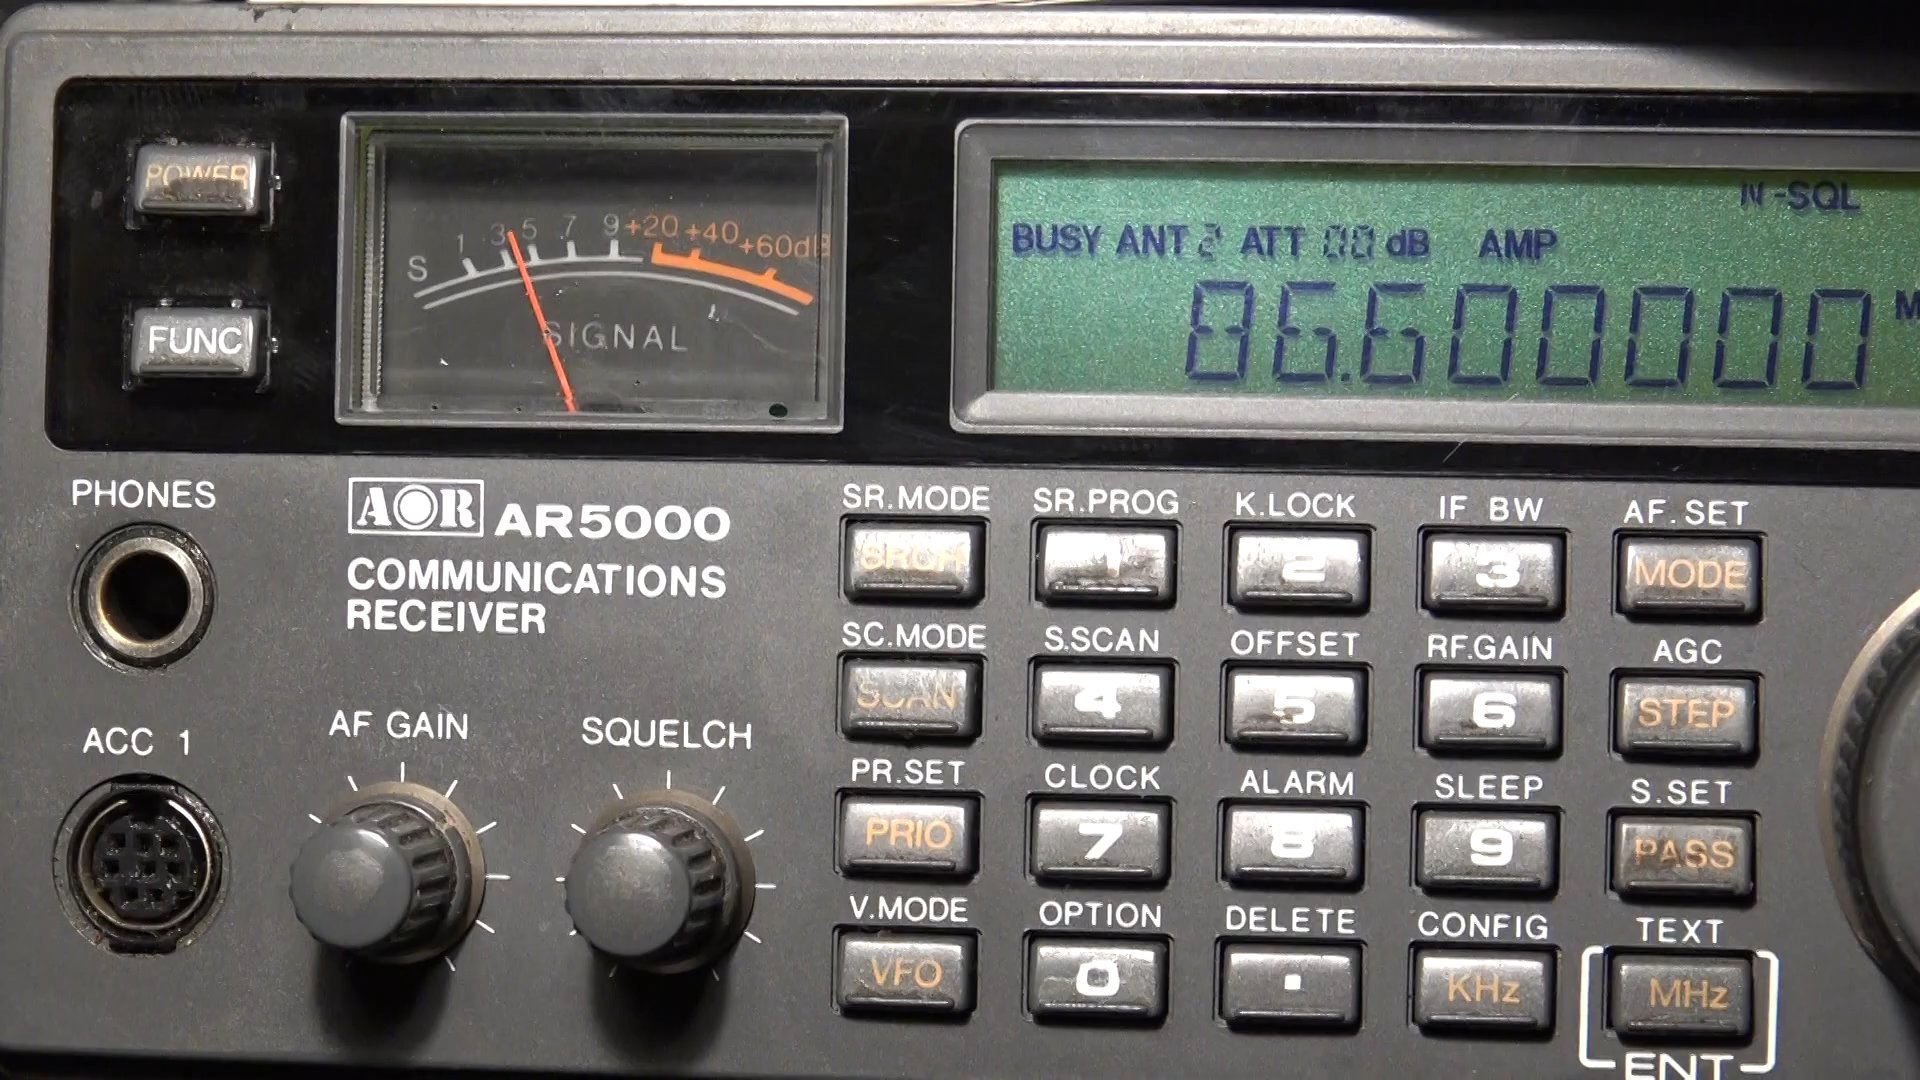 POWER
FUNC
S 1 3 5 7 9 +20 +40 +60dB
SIGNAL
N-SQL
BUSY ANT 2 ATT 00 dB AMP
86.600000 M
PHONES
AOR AR5000
COMMUNICATIONS
RECEIVER
ACC 1
AF GAIN
SQUELCH
SR.MODE SR.PROG K.LOCK IF BW AF.SET
SRCH 1 2 3 MODE
SC.MODE S.SCAN OFFSET RF.GAIN AGC
SCAN 4 5 6 STEP
PR.SET CLOCK ALARM SLEEP S.SET
PRIO 7 8 9 PASS
V.MODE OPTION DELETE CONFIG TEXT
VFO 0 . KHz MHz
ENT